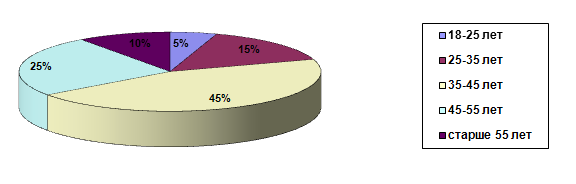 10%
5%
15%
25%
45%
18-25 лет
25-35 лет
35-45 лет
45-55 лет
старше 55 лет